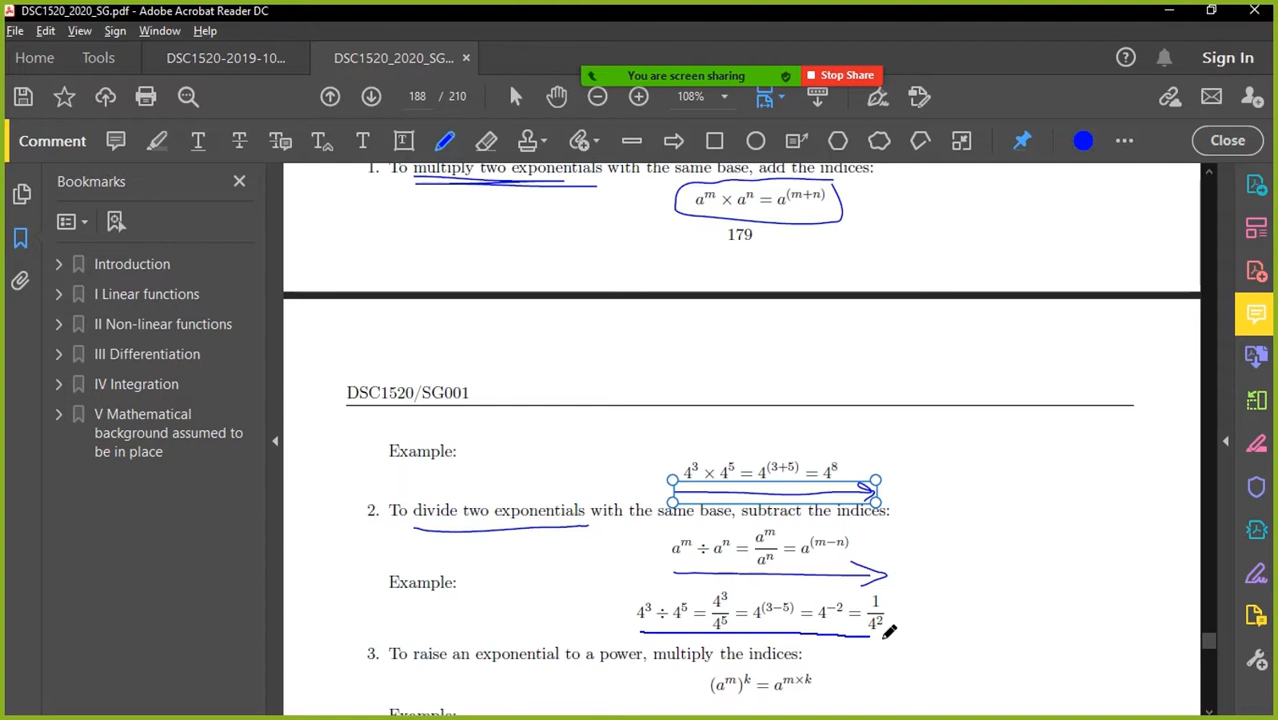 DSC1520_2020_SG.pdf - Adobe Acrobat Reader DC
File Edit View Sign Window Help
Home Tools DSC1520-2019-10... DSC1520_2020_SG... × Sign In
You are screen sharing Stop Share
188 / 210 108%
Comment Close
Bookmarks
Introduction
I Linear functions
II Non-linear functions
III Differentiation
IV Integration
V Mathematical
background assumed to
be in place
1. To multiply two exponentials with the same base, add the indices:
a^m × a^n = a^(m+n)
179
DSC1520/SG001
Example:
4^3 × 4^5 = 4^(3+5) = 4^8
2. To divide two exponentials with the same base, subtract the indices:
a^m ÷ a^n = a^m/a^n = a^(m−n)
Example:
4^3 ÷ 4^5 = 4^3/4^5 = 4^(3−5) = 4^−2 = 1/4^2
3. To raise an exponential to a power, multiply the indices:
(a^m)^k = a^m×k
Example: